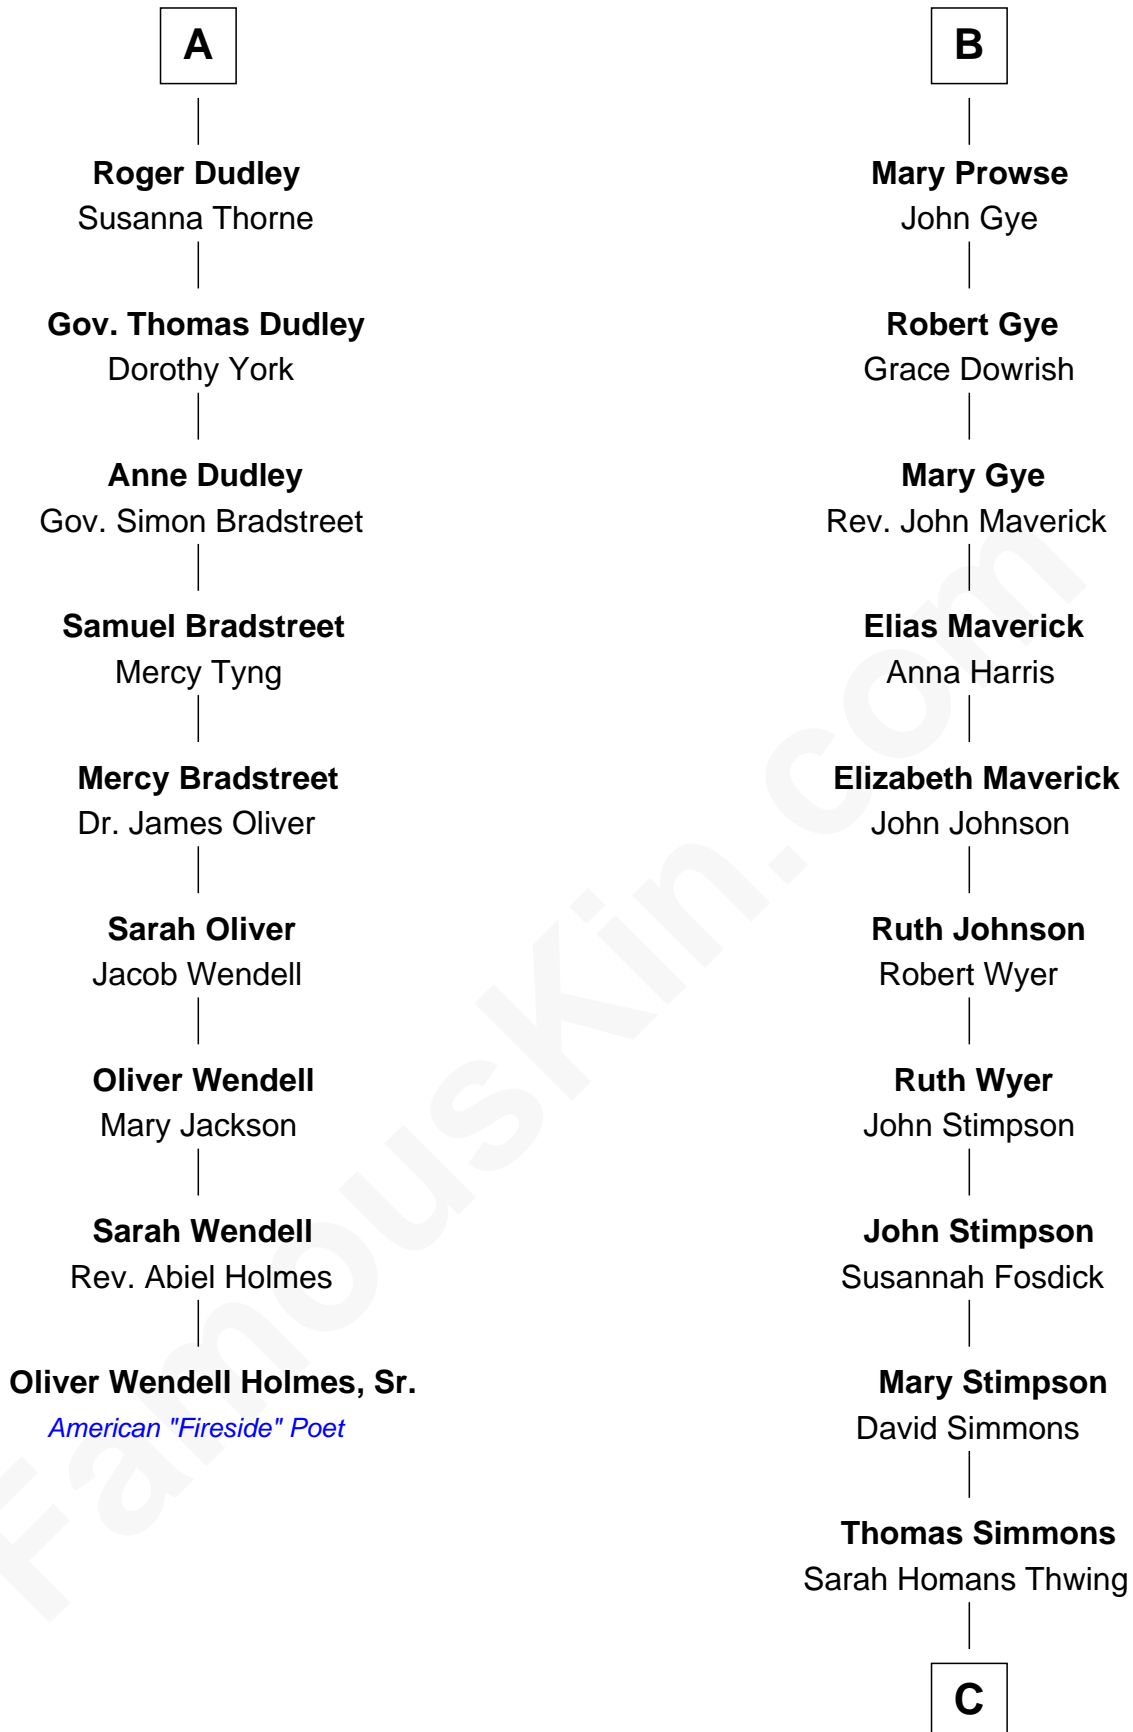 A
Roger Dudley
Susanna Thorne
Gov. Thomas Dudley
Dorothy York
Anne Dudley
Gov. Simon Bradstreet
Samuel Bradstreet
Mercy Tyng
Mercy Bradstreet
Dr. James Oliver
Sarah Oliver
Jacob Wendell
Oliver Wendell
Mary Jackson
Sarah Wendell
Rev. Abiel Holmes
Oliver Wendell Holmes, Sr.
American "Fireside" Poet
B
Mary Prowse
John Gye
Robert Gye
Grace Dowrish
Mary Gye
Rev. John Maverick
Elias Maverick
Anna Harris
Elizabeth Maverick
John Johnson
Ruth Johnson
Robert Wyer
Ruth Wyer
John Stimpson
John Stimpson
Susannah Fosdick
Mary Stimpson
David Simmons
Thomas Simmons
Sarah Homans Thwing
C
FamousKin.com